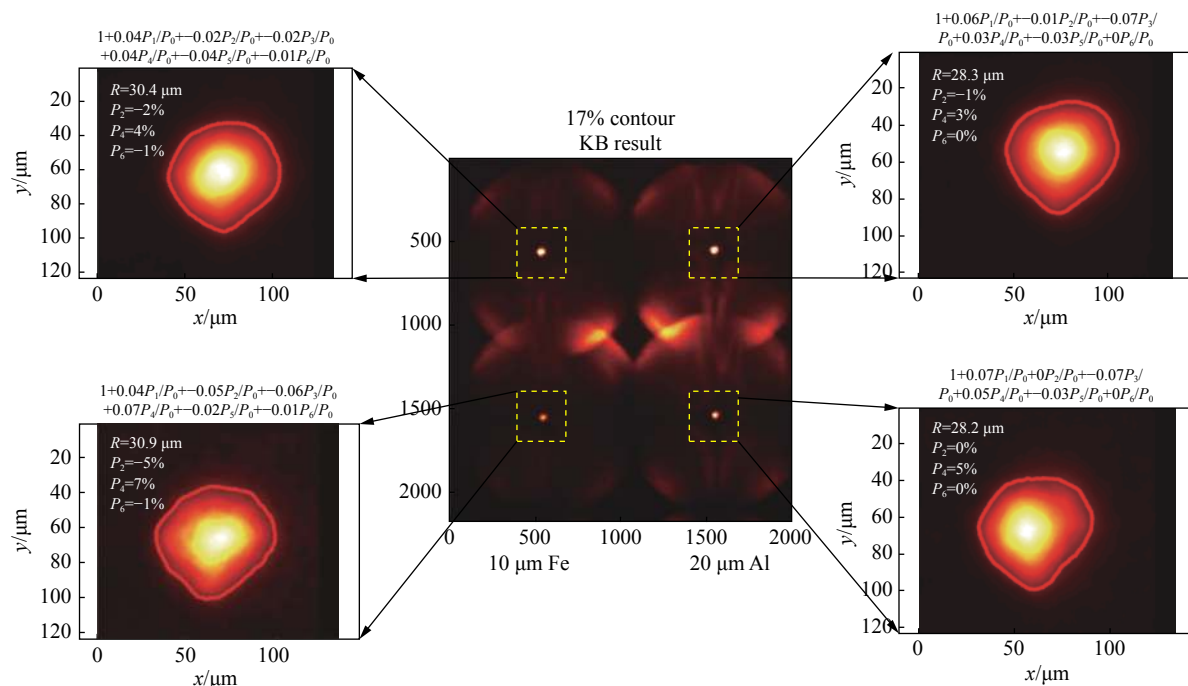 1+0.04P₁/P₀+−0.02P₂/P₀+−0.02P₃/P₀
+0.04P₄/P₀+−0.04P₅/P₀+−0.01P₆/P₀
R=30.4 μm
P₂=−2%
P₄=4%
P₆=−1%
20
40
60
80
100
120
y/μm
0
50
100
x/μm
1+0.06P₁/P₀+−0.01P₂/P₀+−0.07P₃/
P₀+0.03P₄/P₀+−0.03P₅/P₀+0P₆/P₀
R=28.3 μm
P₂=−1%
P₄=3%
P₆=0%
20
40
60
80
100
120
y/μm
0
50
100
x/μm
17% contour
KB result
500
1000
1500
2000
0
500
1000
1500
2000
10 μm Fe
20 μm Al
1+0.04P₁/P₀+−0.05P₂/P₀+−0.06P₃/P₀
+0.07P₄/P₀+−0.02P₅/P₀+−0.01P₆/P₀
R=30.9 μm
P₂=−5%
P₄=7%
P₆=−1%
20
40
60
80
100
120
y/μm
0
50
100
x/μm
1+0.07P₁/P₀+0P₂/P₀+−0.07P₃/
P₀+0.05P₄/P₀+−0.03P₅/P₀+0P₆/P₀
R=28.2 μm
P₂=0%
P₄=5%
P₆=0%
20
40
60
80
100
120
y/μm
0
50
100
x/μm